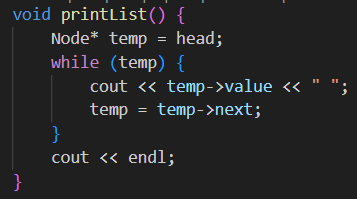 void printList() {
    Node* temp = head;
    while (temp) {
        cout << temp->value << " ";
        temp = temp->next;
    }
    cout << endl;
}